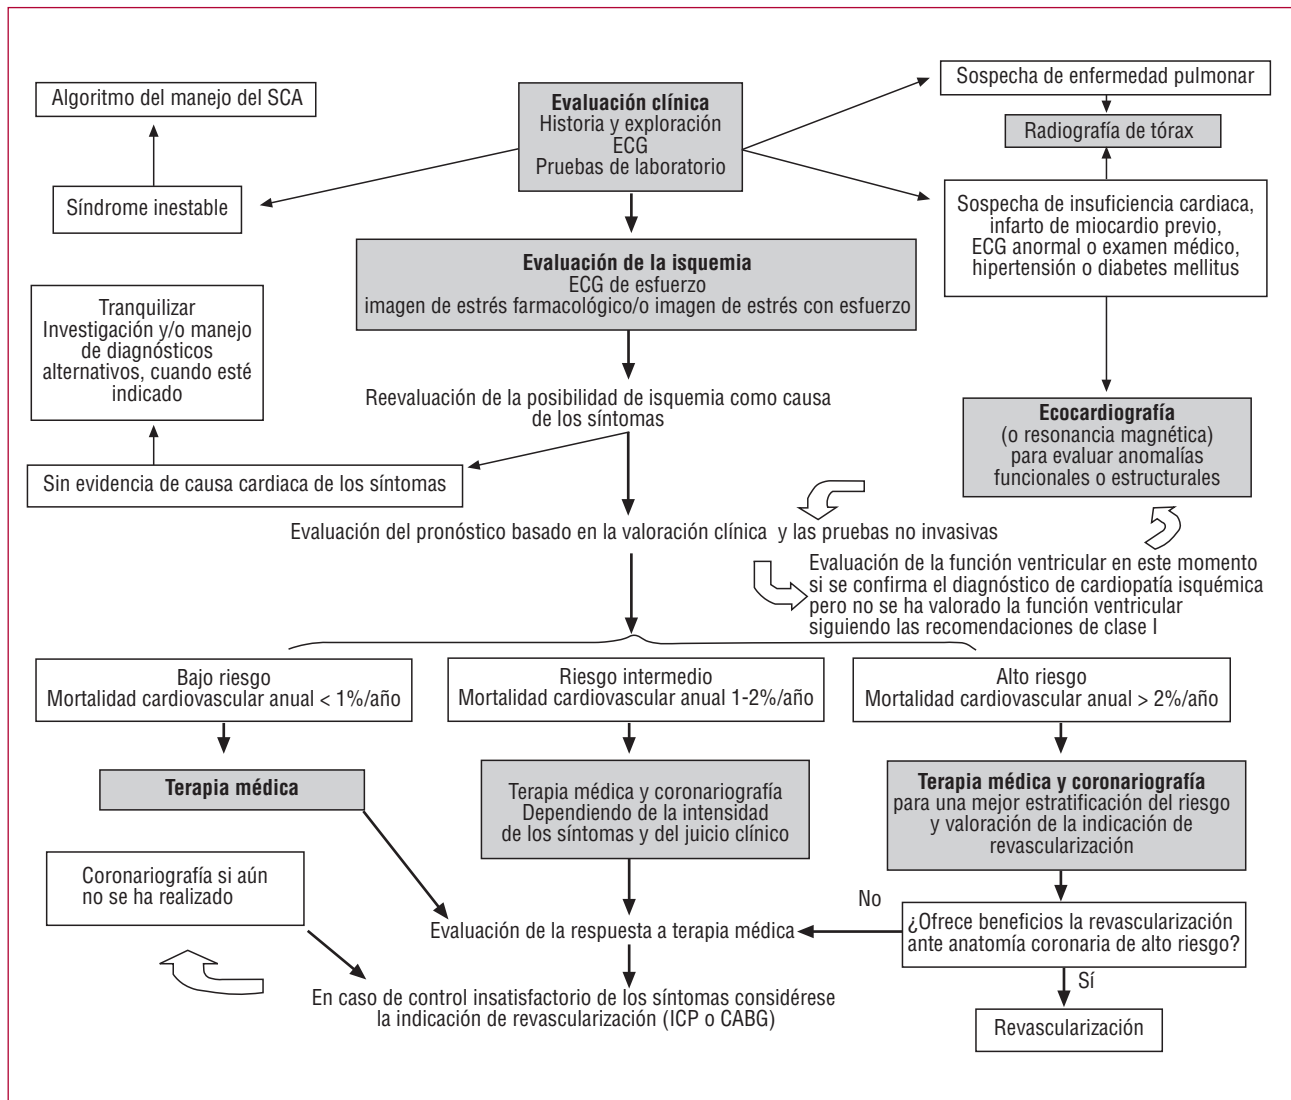 Evaluación clínica
Historia y exploración
ECG
Pruebas de laboratorio
Algoritmo del manejo del SCA
Síndrome inestable
Sospecha de enfermedad pulmonar
Radiografía de tórax
Sospecha de insuficiencia cardiaca,
infarto de miocardio previo,
ECG anormal o examen médico,
hipertensión o diabetes mellitus
Evaluación de la isquemia
ECG de esfuerzo
imagen de estrés farmacológico/o imagen de estrés con esfuerzo
Tranquilizar
Investigación y/o manejo
de diagnósticos
alternativos, cuando esté
indicado
Reevaluación de la posibilidad de isquemia como causa
de los síntomas
Ecocardiografía
(o resonancia magnética)
para evaluar anomalías
funcionales o estructurales
Sin evidencia de causa cardiaca de los síntomas
Evaluación del pronóstico basado en la valoración clínica y las pruebas no invasivas
Evaluación de la función ventricular en este momento
si se confirma el diagnóstico de cardiopatía isquémica
pero no se ha valorado la función ventricular
siguiendo las recomendaciones de clase I
Bajo riesgo
Mortalidad cardiovascular anual < 1%/año
Riesgo intermedio
Mortalidad cardiovascular anual 1-2%/año
Alto riesgo
Mortalidad cardiovascular anual > 2%/año
Terapia médica
Terapia médica y coronariografía
Dependiendo de la intensidad
de los síntomas y del juicio clínico
Terapia médica y coronariografía
para una mejor estratificación del riesgo
y valoración de la indicación de
revascularización
Coronariografía si aún
no se ha realizado
Evaluación de la respuesta a terapia médica
No
¿Ofrece beneficios la revascularización
ante anatomía coronaria de alto riesgo?
Sí
En caso de control insatisfactorio de los síntomas considérese
la indicación de revascularización (ICP o CABG)
Revascularización